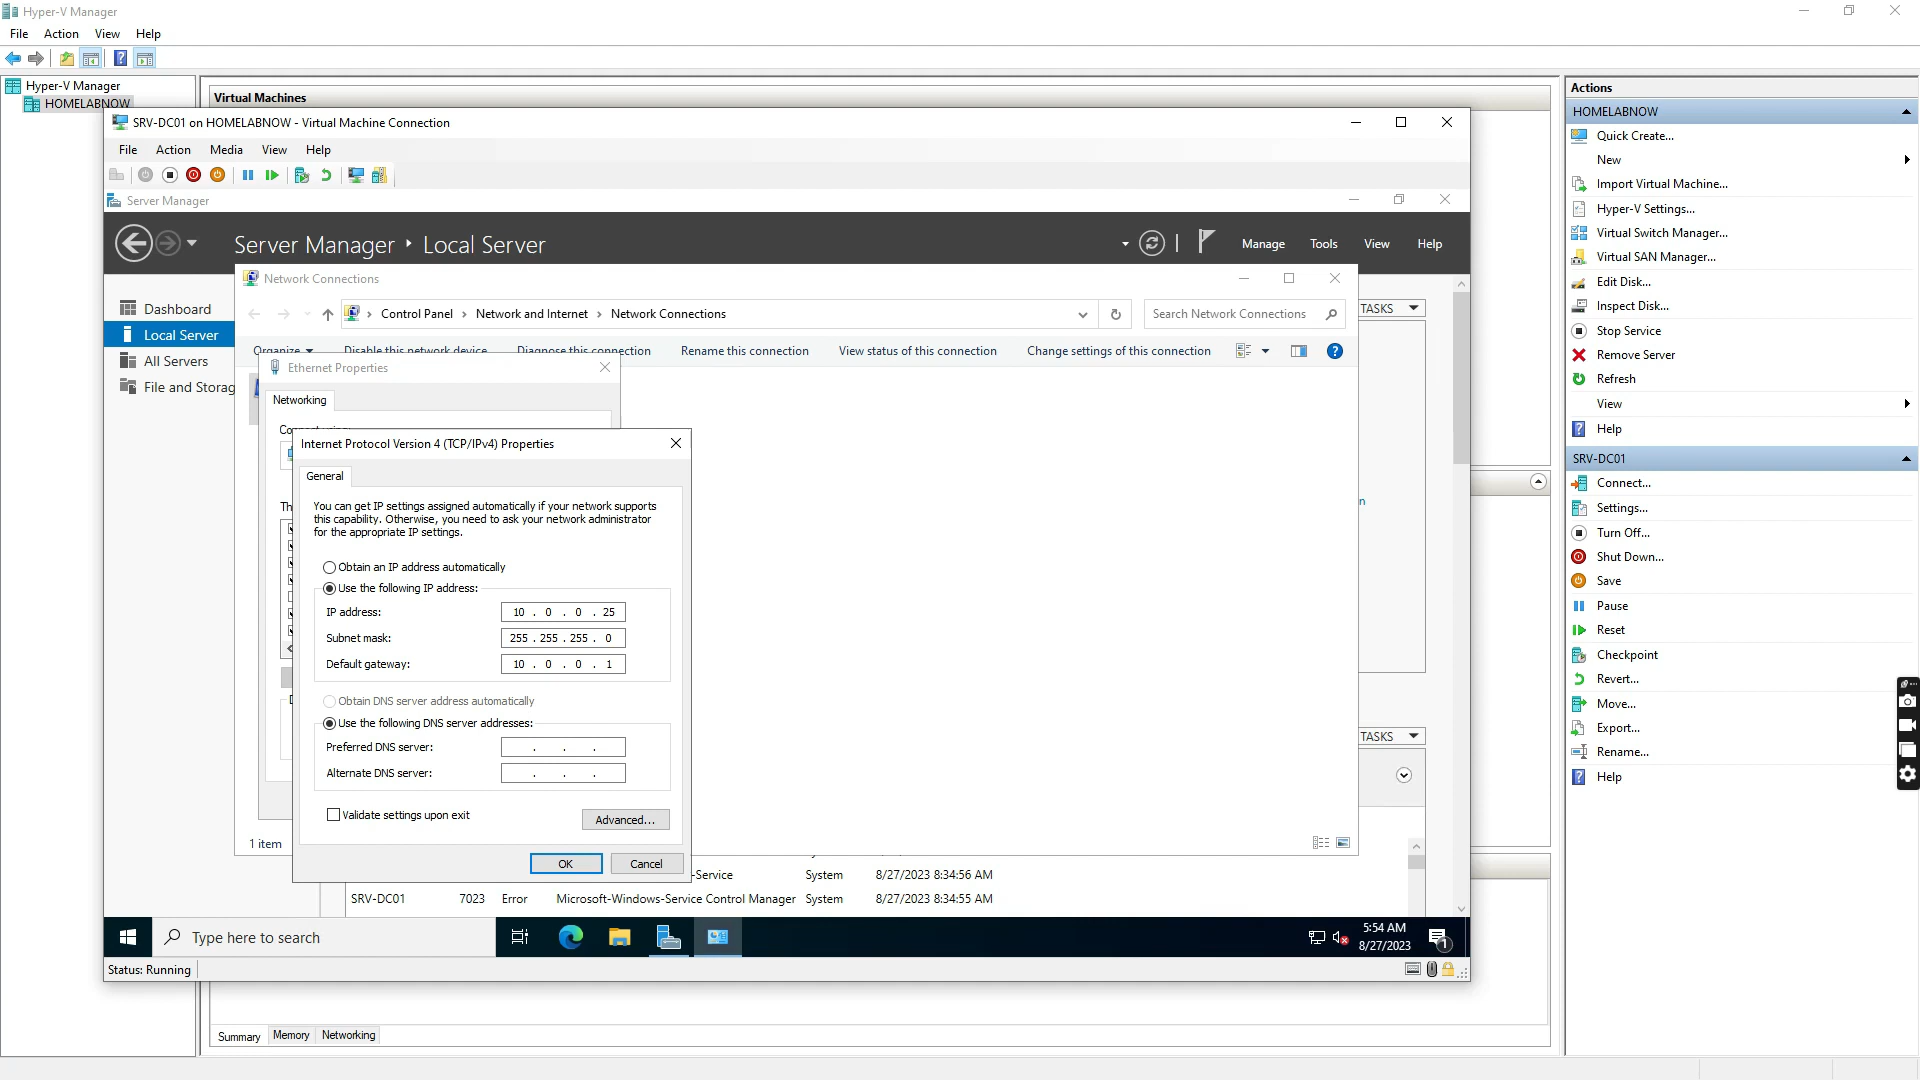 Hyper-V Manager
File Action View Help
Hyper-V Manager
HOMELABNOW
Virtual Machines
SRV-DC01 on HOMELABNOW - Virtual Machine Connection
File Action Media View Help
Server Manager
Server Manager Local Server
Manage Tools View Help
Dashboard
Local Server
All Servers
File and Storag
TASKS
Network Connections
Control Panel Network and Internet Network Connections
Search Network Connections
Organize Disable this network device Diagnose this connection Rename this connection View status of this connection Change settings of this connection
Ethernet Properties
Networking
Internet Protocol Version 4 (TCP/IPv4) Properties
General
You can get IP settings assigned automatically if your network supports
this capability. Otherwise, you need to ask your network administrator
for the appropriate IP settings.
Obtain an IP address automatically
Use the following IP address:
IP address: 10 . 0 . 0 . 25
Subnet mask: 255 . 255 . 255 . 0
Default gateway: 10 . 0 . 0 . 1
Obtain DNS server address automatically
Use the following DNS server addresses:
Preferred DNS server: . . .
Alternate DNS server: . . .
Validate settings upon exit
Advanced...
OK Cancel
1 item
TASKS
-Service System 8/27/2023 8:34:56 AM
SRV-DC01 7023 Error Microsoft-Windows-Service Control Manager System 8/27/2023 8:34:55 AM
Type here to search
5:54 AM
8/27/2023
1
Status: Running
Summary Memory Networking
Actions
HOMELABNOW
Quick Create...
New
Import Virtual Machine...
Hyper-V Settings...
Virtual Switch Manager...
Virtual SAN Manager...
Edit Disk...
Inspect Disk...
Stop Service
Remove Server
Refresh
View
Help
SRV-DC01
Connect...
Settings...
Turn Off...
Shut Down...
Save
Pause
Reset
Checkpoint
Revert...
Move...
Export...
Rename...
Help